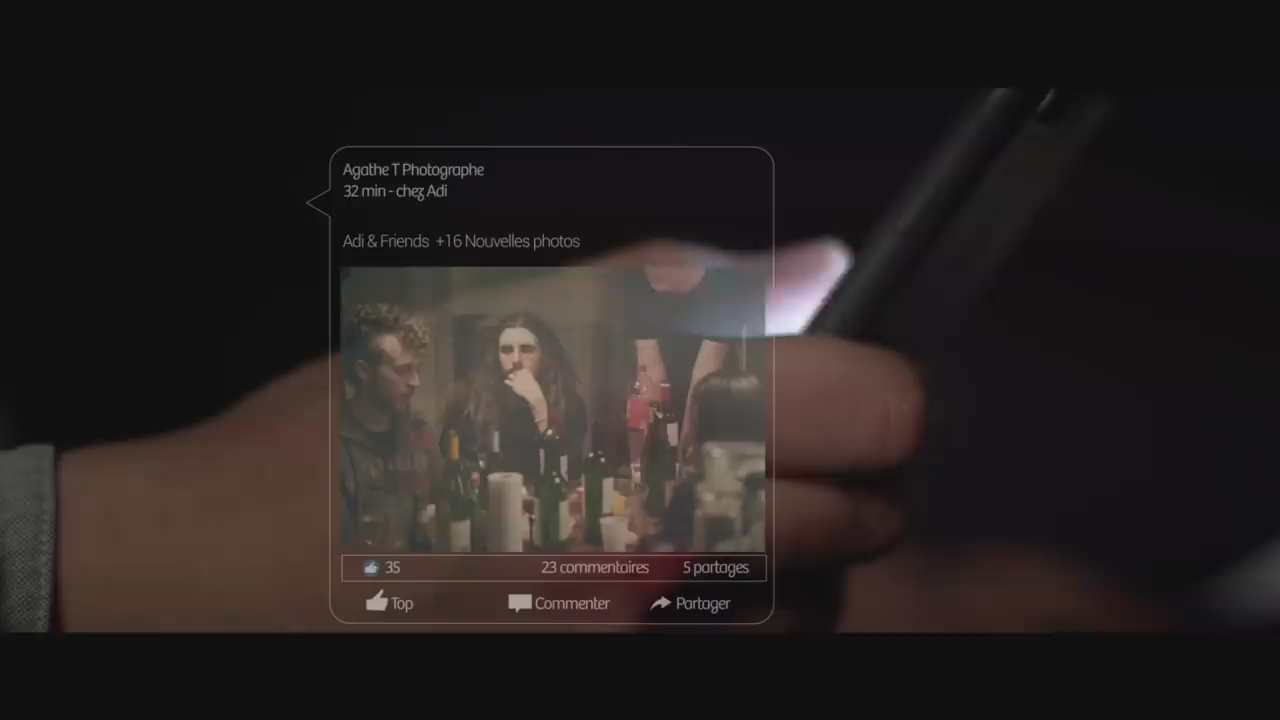 Agathe T Photographe
32 min - chez Adi
Adi & Friends +16 Nouvelles photos
35 23 commentaires 5 partages
Top Commenter Partager